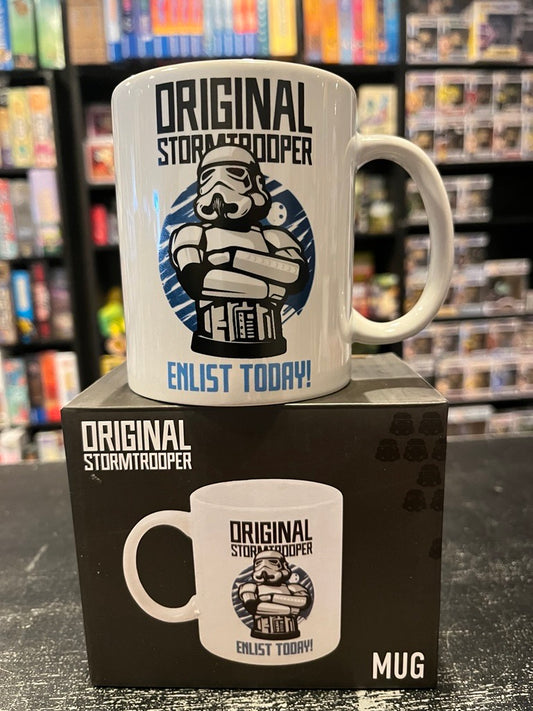 ORIGINAL
STORMTROOPER
ENLIST TODAY!
ORIGINAL
STORMTROOPER
ORIGINAL
STORMTROOPER
ENLIST TODAY!
MUG